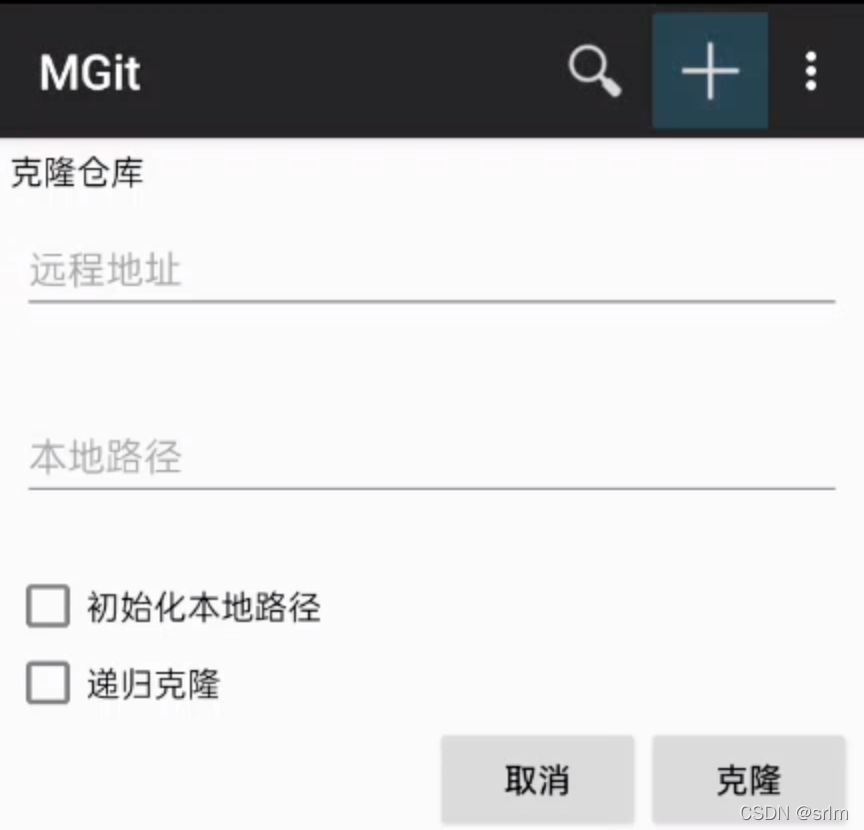 MGit
克隆仓库
远程地址
本地路径
初始化本地路径
递归克隆
取消
克隆
CSDN @srlm